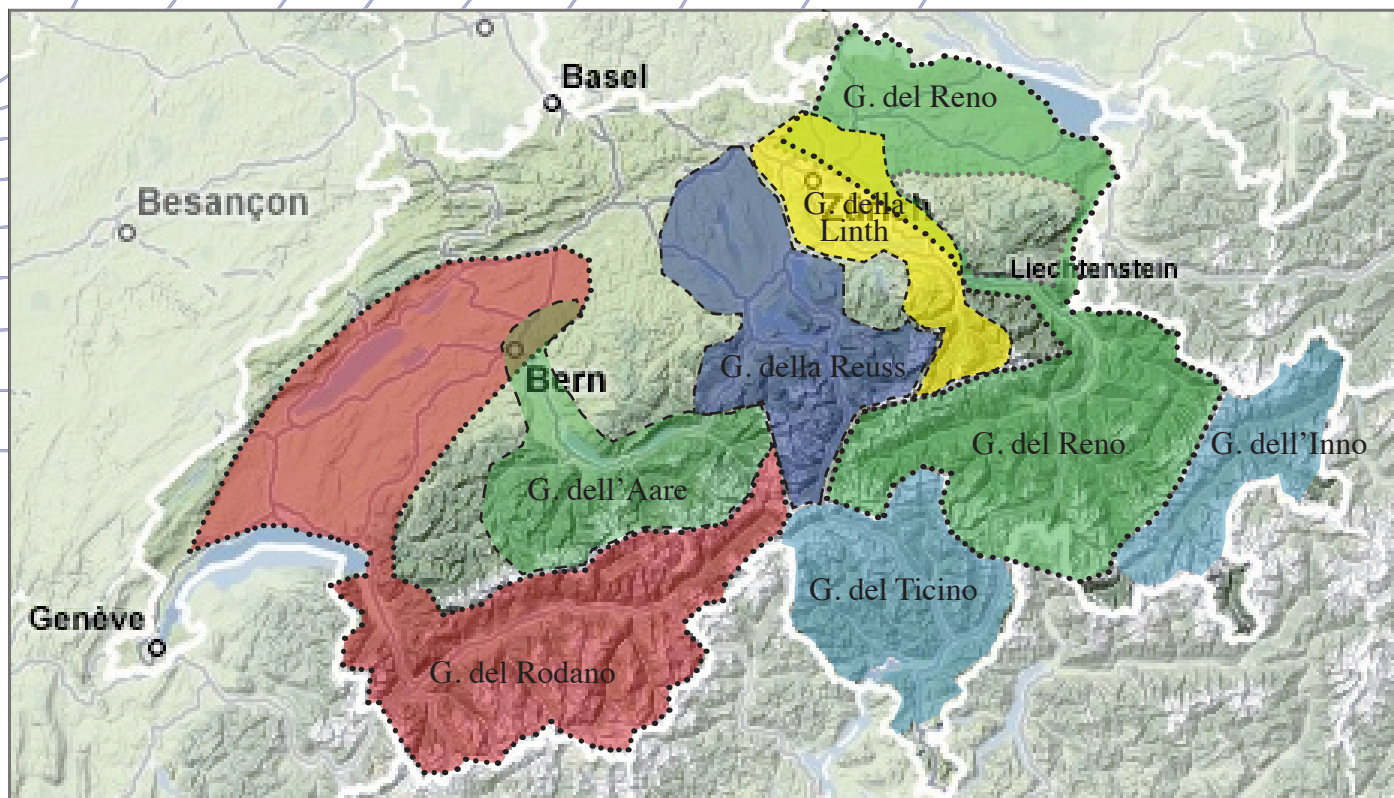 Basel
G. del Reno
Besançon
G. della
Linth
Zürich
Liechtenstein
G. della Reuss
Bern
G. del Reno
G. dell'Inno
G. dell'Aare
G. del Ticino
Genève
G. del Rodano